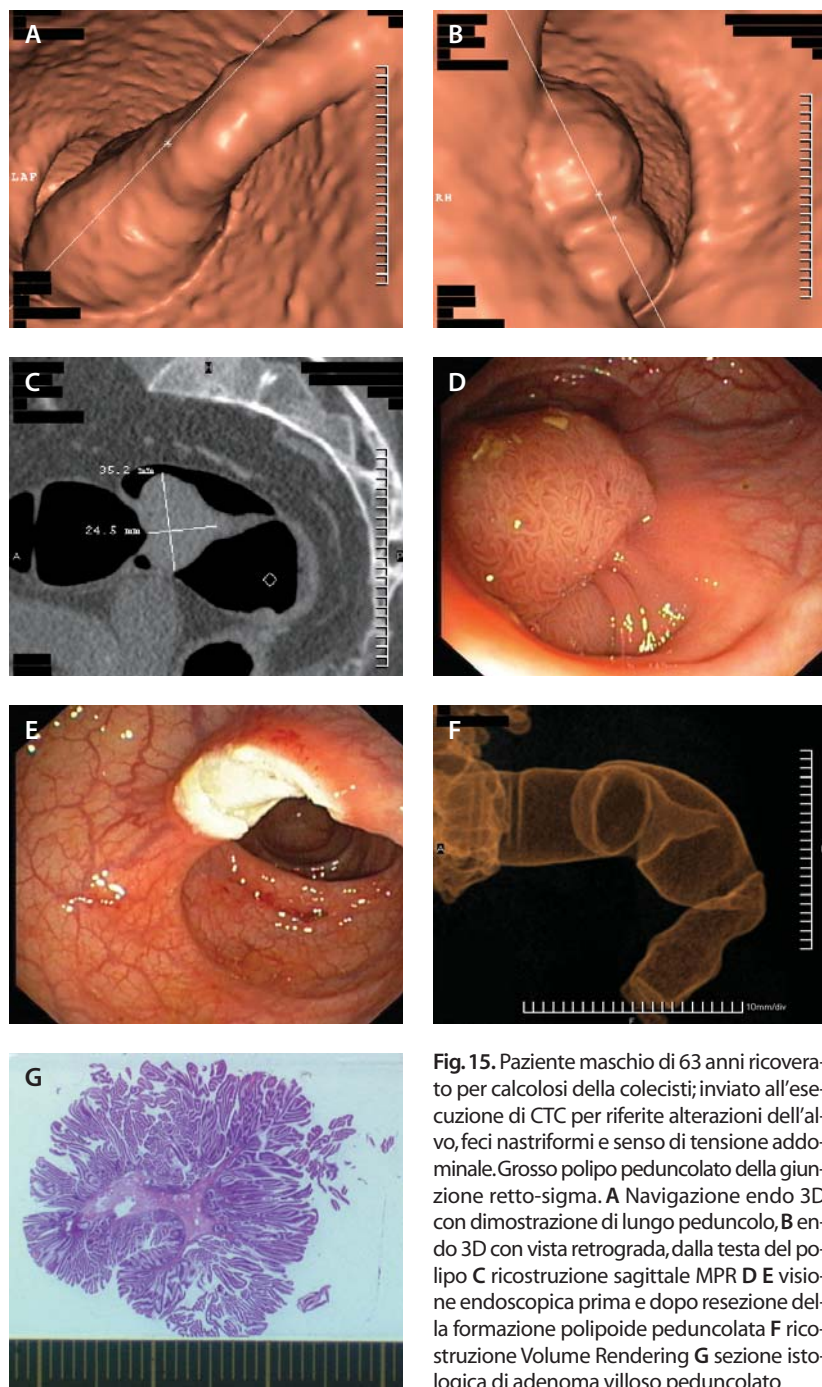 A
LAF
B
RH
C
H
35.2 mm
24.5 mm
A
P
D
E
F
A
10mm/div
F
G
Fig. 15. Paziente maschio di 63 anni ricovera-
to per calcolosi della colecisti; inviato all'ese-
cuzione di CTC per riferite alterazioni dell'al-
vo, feci nastriformi e senso di tensione addo-
minale. Grosso polipo peduncolato della giun-
zione retto-sigma. A Navigazione endo 3D
con dimostrazione di lungo peduncolo, B en-
do 3D con vista retrograda, dalla testa del po-
lipo C ricostruzione sagittale MPR D E visio-
ne endoscopica prima e dopo resezione del-
la formazione polipoide peduncolata F rico-
struzione Volume Rendering G sezione isto-
logica di adenoma villoso peduncolato